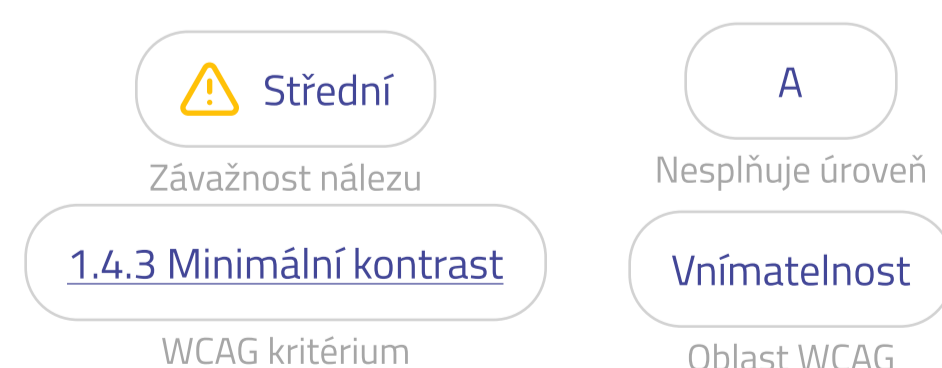 Střední
A
Závažnost nálezu
Nesplňuje úroveň
1.4.3 Minimální kontrast
Vnímatelnost
WCAG kritérium
Oblast WCAG